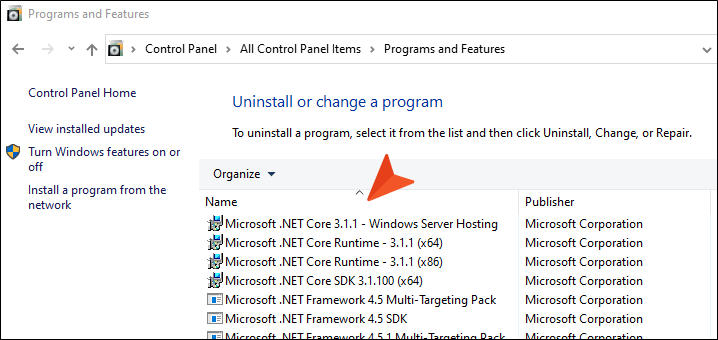 Programs and Features
Control Panel > All Control Panel Items > Programs and Features
Control Panel Home
View installed updates
Turn Windows features on or
off
Install a program from the
network
Uninstall or change a program
To uninstall a program, select it from the list and then click Uninstall, Change, or Repair.
Organize
Name Publisher
Microsoft .NET Core 3.1.1 - Windows Server Hosting Microsoft Corporation
Microsoft .NET Core Runtime - 3.1.1 (x64) Microsoft Corporation
Microsoft .NET Core Runtime - 3.1.1 (x86) Microsoft Corporation
Microsoft .NET Core SDK 3.1.100 (x64) Microsoft Corporation
Microsoft .NET Framework 4.5 Multi-Targeting Pack Microsoft Corporation
Microsoft .NET Framework 4.5 SDK Microsoft Corporation
Microsoft .NET Framework 4.5.1 Multi-Targeting Pack Microsoft Corporation